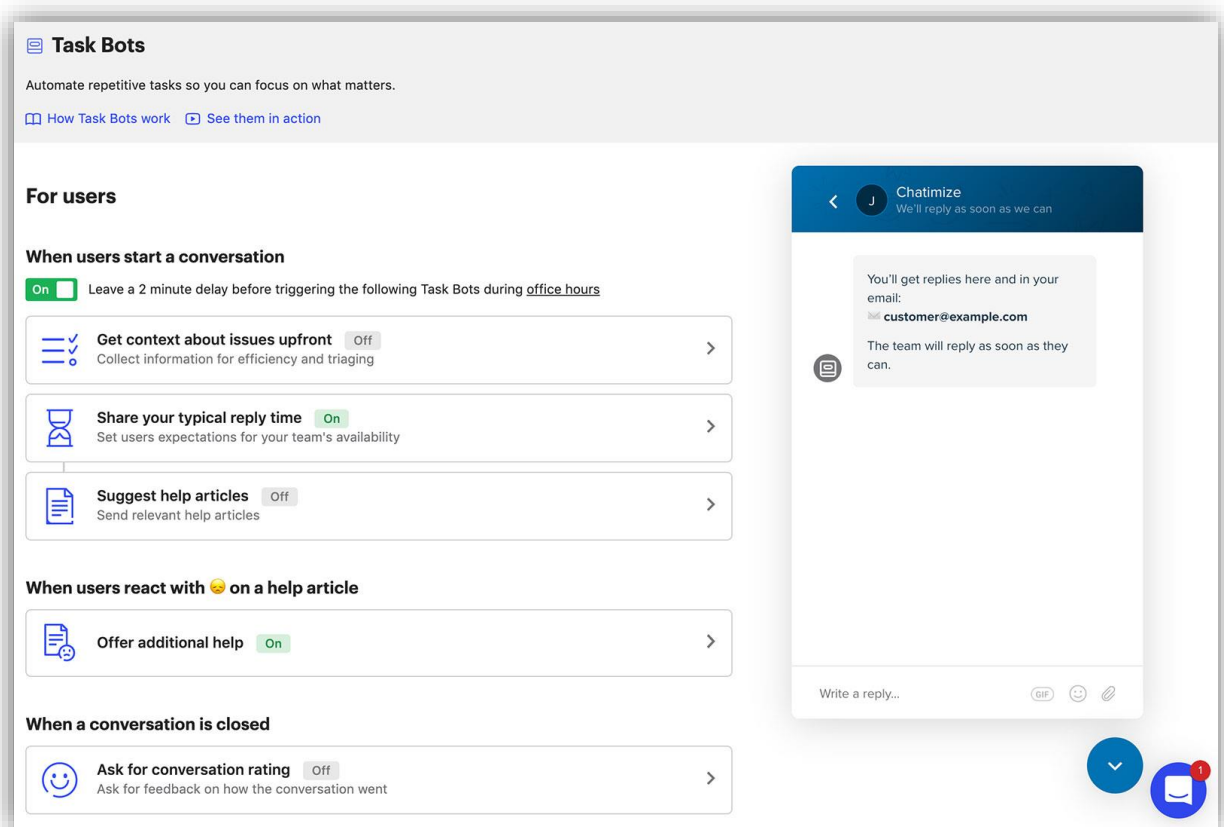 Task Bots
Automate repetitive tasks so you can focus on what matters.
How Task Bots work See them in action
For users
When users start a conversation
On Leave a 2 minute delay before triggering the following Task Bots during office hours
Get context about issues upfront Off
Collect information for efficiency and triaging
Share your typical reply time On
Set users expectations for your team's availability
Suggest help articles Off
Send relevant help articles
When users react with 😞 on a help article
Offer additional help On
When a conversation is closed
Ask for conversation rating Off
Ask for feedback on how the conversation went
J
Chatimize
We'll reply as soon as we can
You'll get replies here and in your
email:
customer@example.com
The team will reply as soon as they
can.
Write a reply...
GIF
1